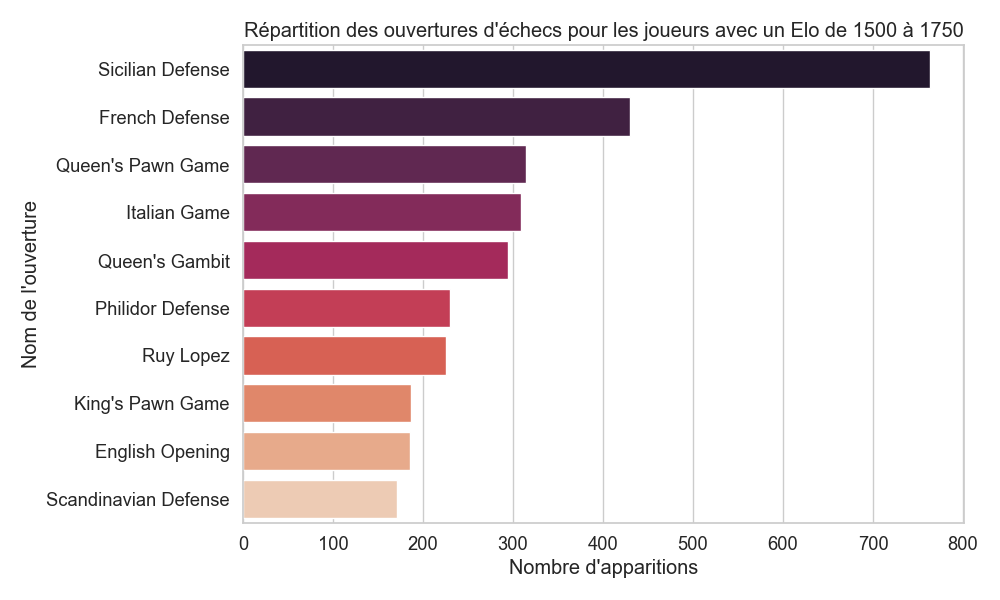 Répartition des ouvertures d'échecs pour les joueurs avec un Elo de 1500 à 1750
Nom de l'ouverture
Sicilian Defense
French Defense
Queen's Pawn Game
Italian Game
Queen's Gambit
Philidor Defense
Ruy Lopez
King's Pawn Game
English Opening
Scandinavian Defense
0 100 200 300 400 500 600 700 800
Nombre d'apparitions